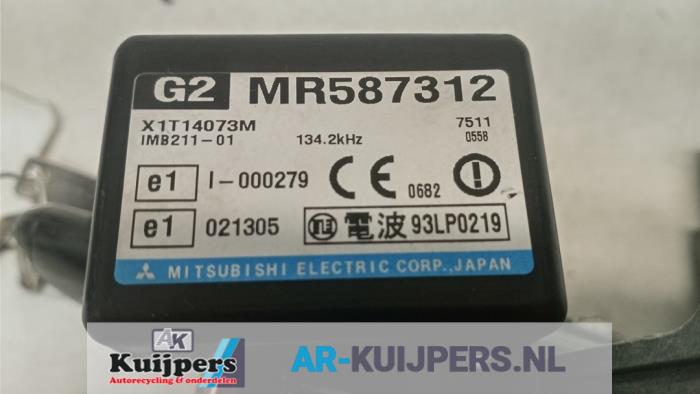 G2 MR587312
X1T14073M 7511
IMB211-01 134.2kHz 0558
e1 I-000279 CE 0682
e1 021305 電波 93LP0219
MITSUBISHI ELECTRIC CORP., JAPAN
AK
Kuijpers
Autorecycling & onderdelen
AR-KUIJPERS.NL